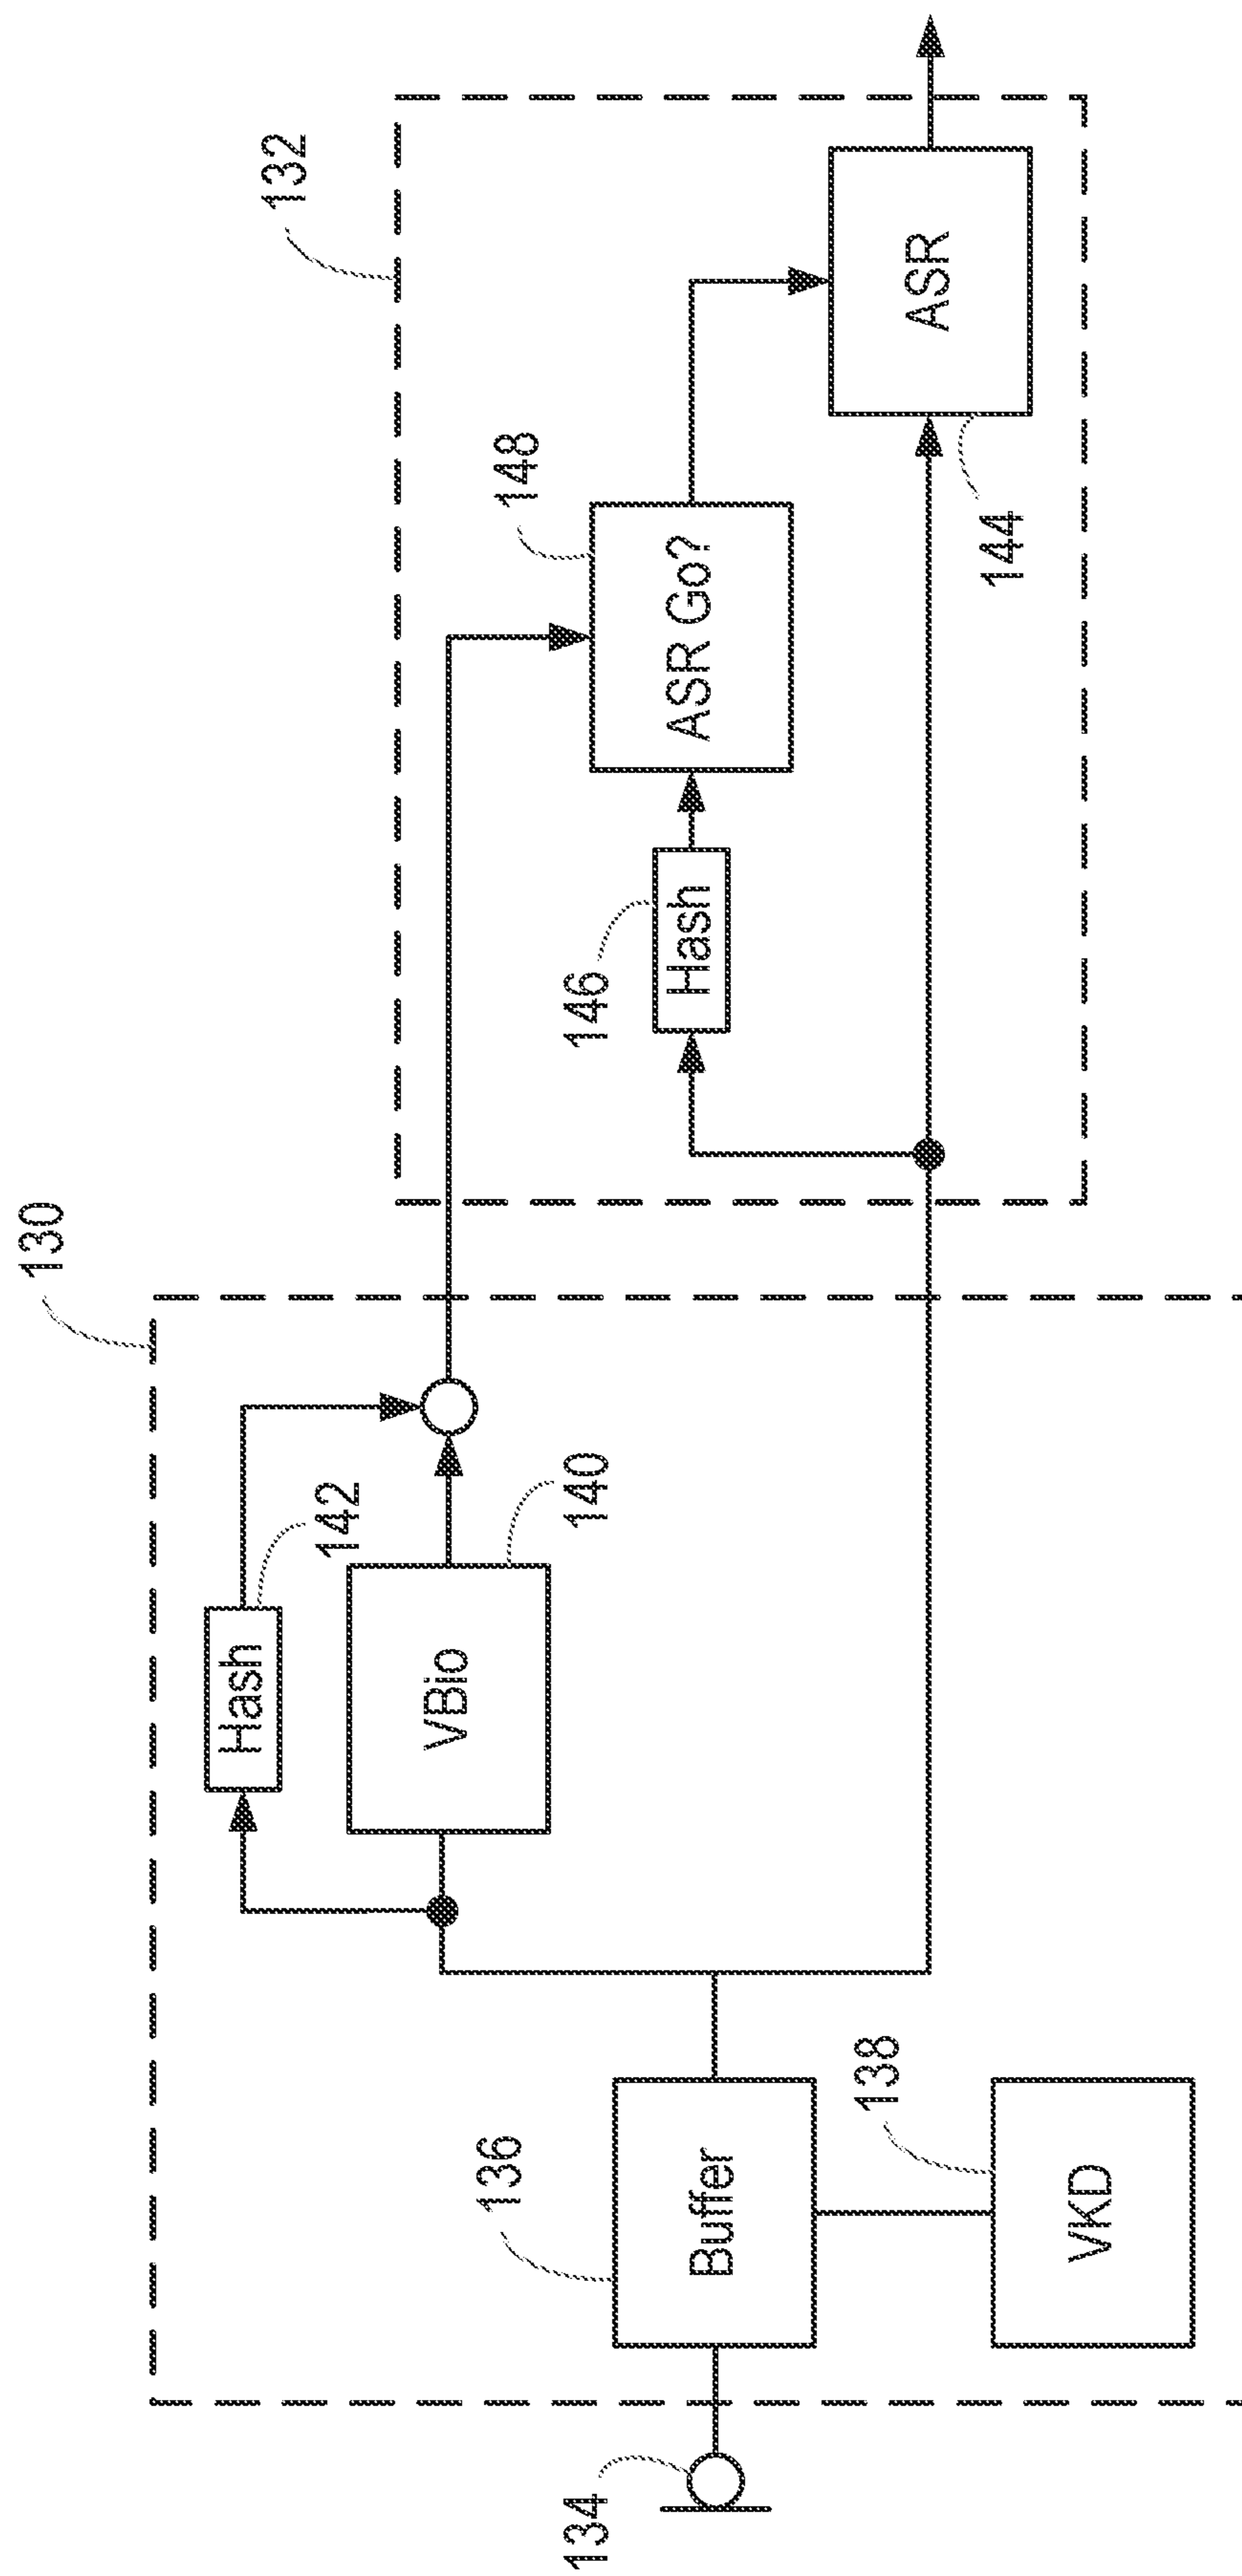 130
132
134
136
Buffer
138
VKD
Hash
142
VBio
140
146
Hash
148
ASR Go?
144
ASR